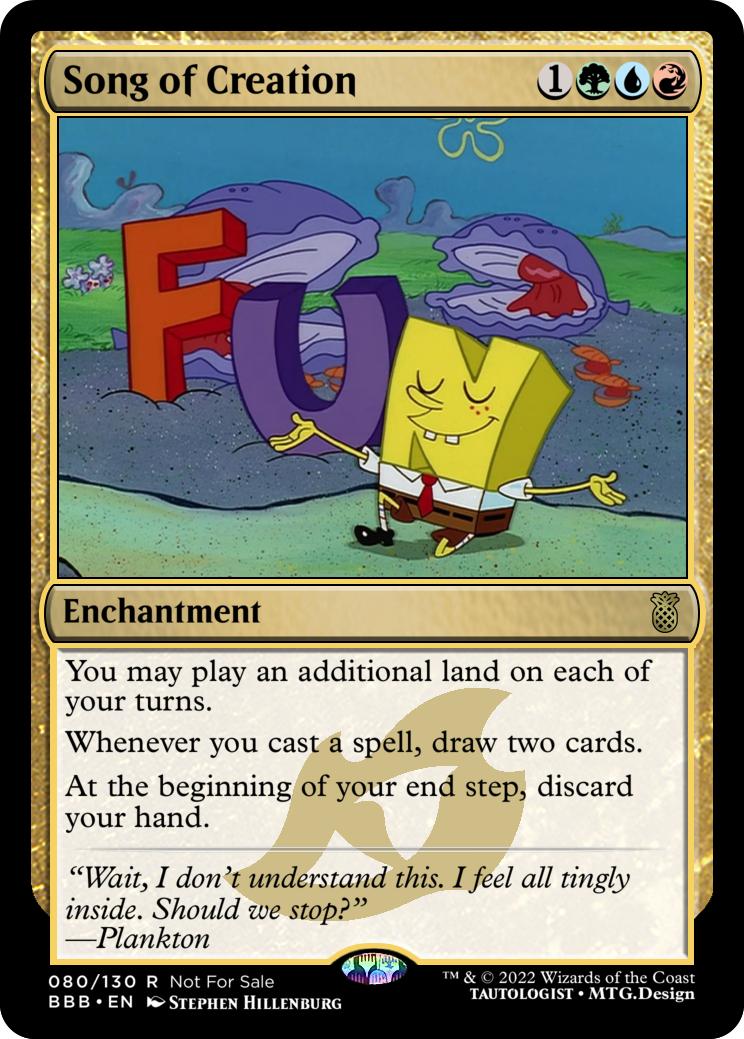 Song of Creation 1
FUN
Enchantment
You may play an additional land on each of
your turns.
Whenever you cast a spell, draw two cards.
At the beginning of your end step, discard
your hand.
“Wait, I don’t understand this. I feel all tingly
inside. Should we stop?”
—Plankton
080/130 R Not For Sale
BBB • EN STEPHEN HILLENBURG
™ & © 2022 Wizards of the Coast
TAUTOLOGIST • MTG.DESIGN